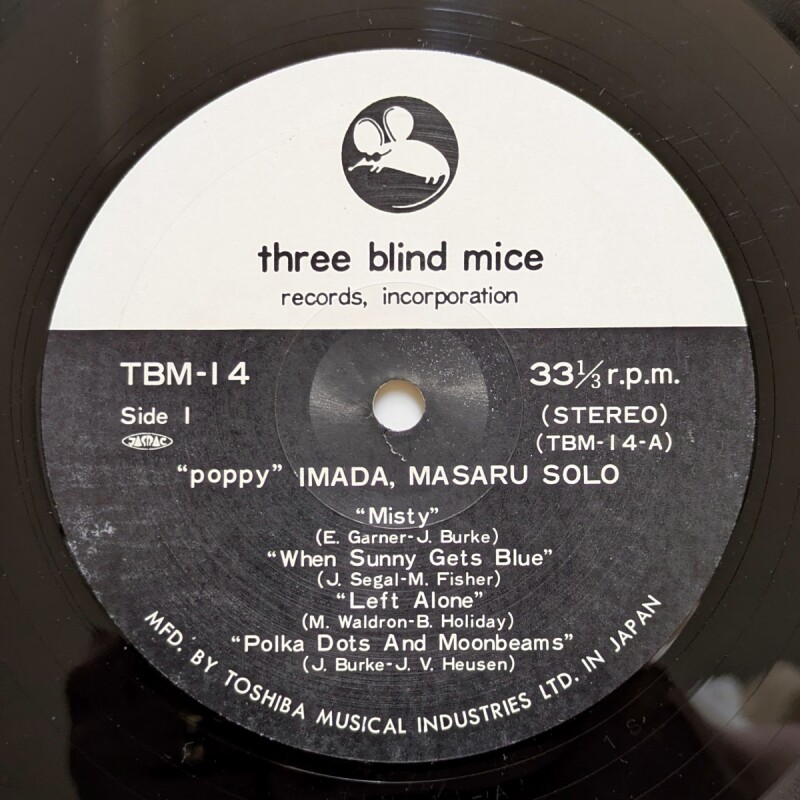 three blind mice
records, incorporation
TBM-14
33⅓ r.p.m.
Side 1
(STEREO)
JASRAC
(TBM-14-A)
"poppy" IMADA, MASARU SOLO
"Misty"
(E. Garner-J. Burke)
"When Sunny Gets Blue"
(J. Segal-M. Fisher)
"Left Alone"
(M. Waldron-B. Holiday)
"Polka Dots And Moonbeams"
(J. Burke-J. V. Heusen)
MFD. BY TOSHIBA MUSICAL INDUSTRIES LTD. IN JAPAN